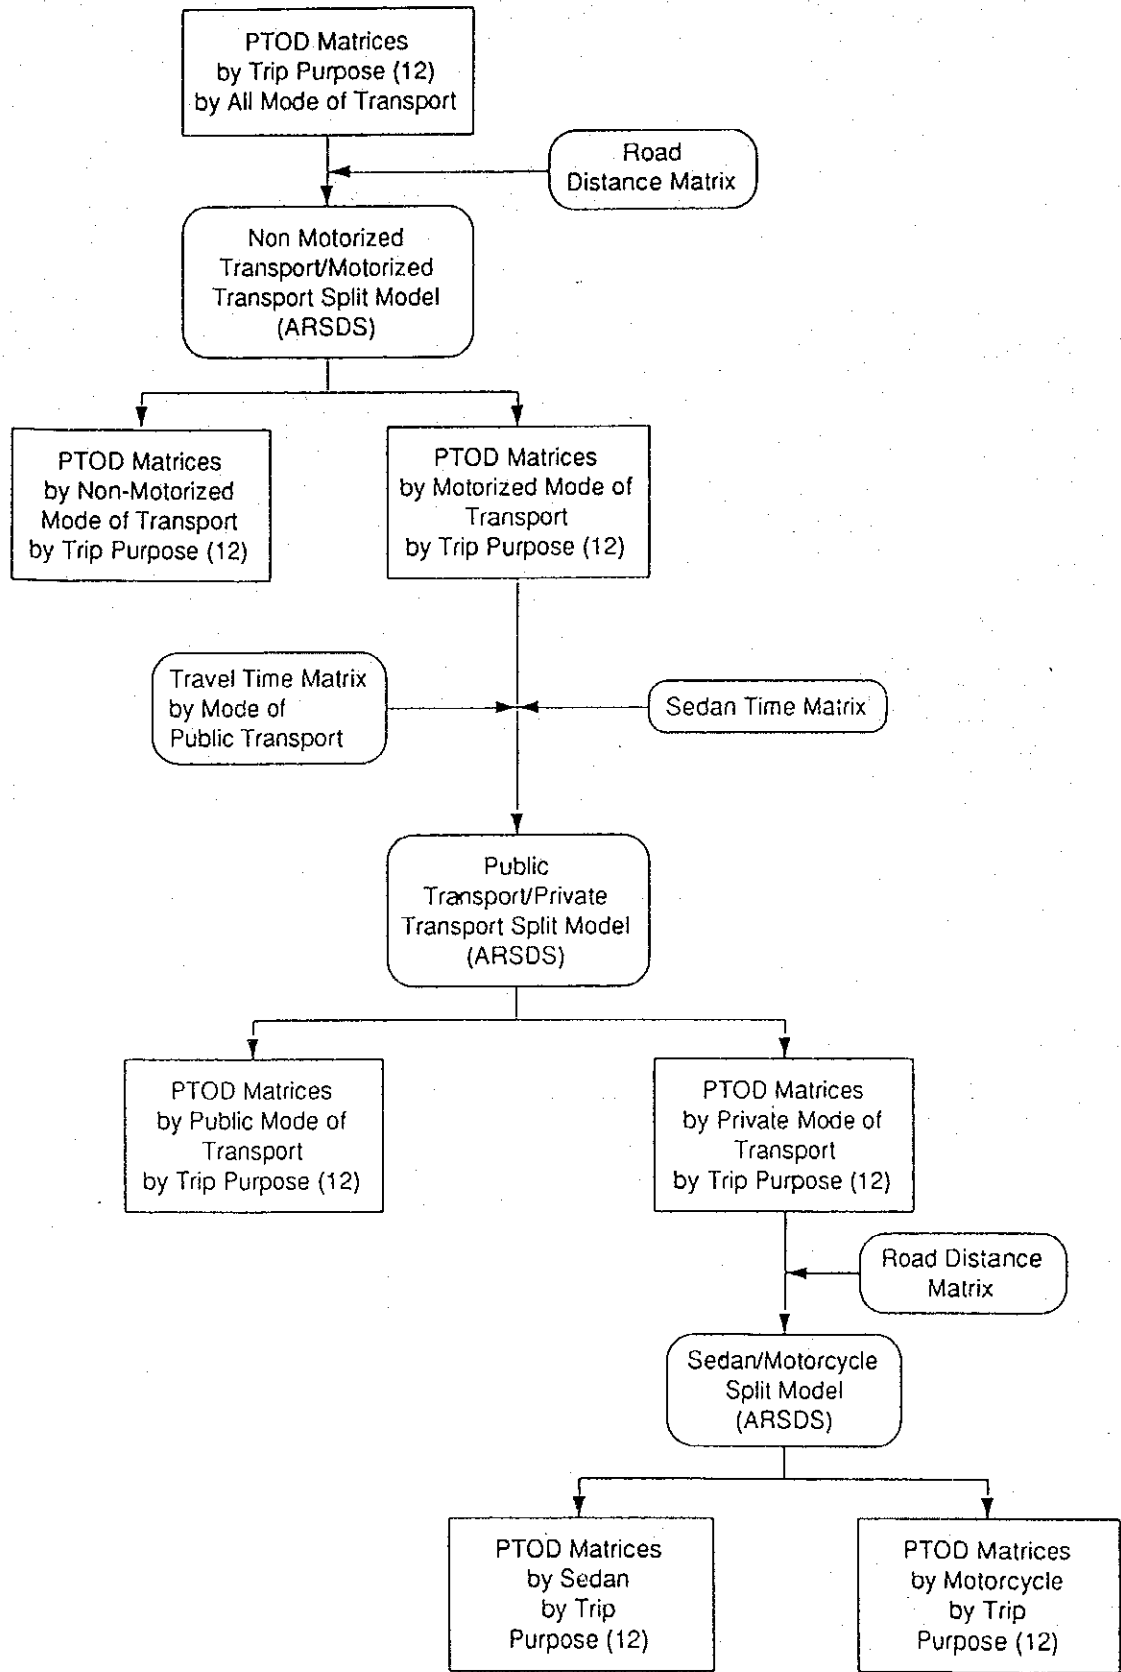 PTOD Matrices
by Trip Purpose (12)
by All Mode of Transport
Road
Distance Matrix
Non Motorized
Transport/Motorized
Transport Split Model
(ARSDS)
PTOD Matrices
by Non-Motorized
Mode of Transport
by Trip Purpose (12)
PTOD Matrices
by Motorized Mode of
Transport
by Trip Purpose (12)
Travel Time Matrix
by Mode of
Public Transport
Sedan Time Matrix
Public
Transport/Private
Transport Split Model
(ARSDS)
PTOD Matrices
by Public Mode of
Transport
by Trip Purpose (12)
PTOD Matrices
by Private Mode of
Transport
by Trip Purpose (12)
Road Distance
Matrix
Sedan/Motorcycle
Split Model
(ARSDS)
PTOD Matrices
by Sedan
by Trip
Purpose (12)
PTOD Matrices
by Motorcycle
by Trip
Purpose (12)